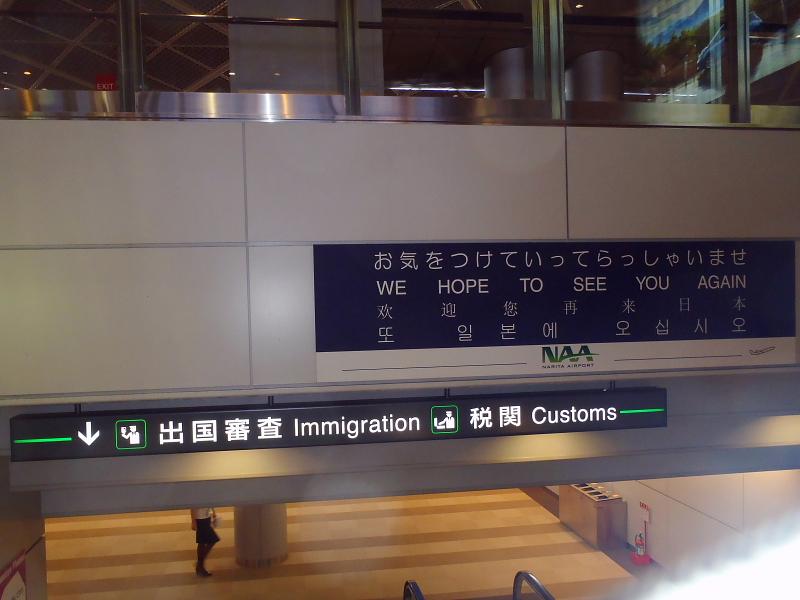 EXIT
お気をつけていってらっしゃいませ
WE HOPE TO SEE YOU AGAIN
欢迎您再来日本
또 일본에 오십시오
NAA
NARITA AIRPORT
出国審査 Immigration 税関 Customs